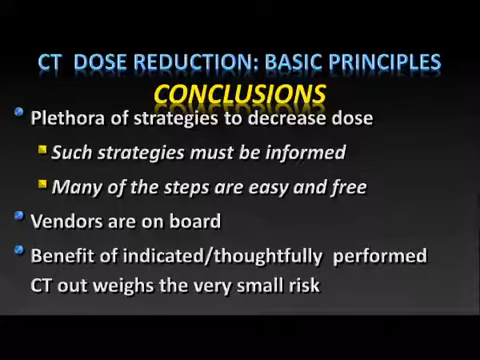 CT DOSE REDUCTION: BASIC PRINCIPLES
CONCLUSIONS
Plethora of strategies to decrease dose
Such strategies must be informed
Many of the steps are easy and free
Vendors are on board
Benefit of indicated/thoughtfully performed
CT out weighs the very small risk